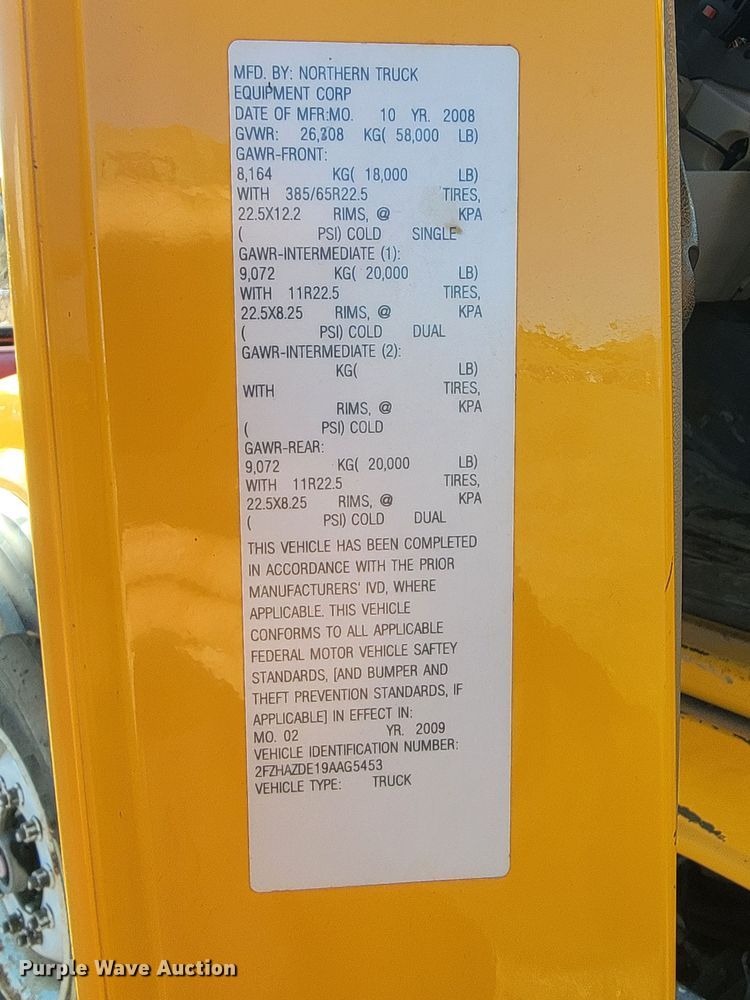 MFD. BY: NORTHERN TRUCK
EQUIPMENT CORP
DATE OF MFR:MO. 10 YR. 2008
GVWR: 26,308 KG( 58,000 LB)
GAWR-FRONT:
8,164 KG( 18,000 LB)
WITH 385/65R22.5 TIRES,
22.5X12.2 RIMS, @ KPA
( PSI) COLD SINGLE
GAWR-INTERMEDIATE (1):
9,072 KG( 20,000 LB)
WITH 11R22.5 TIRES,
22.5X8.25 RIMS, @ KPA
( PSI) COLD DUAL
GAWR-INTERMEDIATE (2):
KG( LB)
WITH TIRES,
RIMS, @ KPA
( PSI) COLD
GAWR-REAR:
9,072 KG( 20,000 LB)
WITH 11R22.5 TIRES,
22.5X8.25 RIMS, @ KPA
( PSI) COLD DUAL
THIS VEHICLE HAS BEEN COMPLETED
IN ACCORDANCE WITH THE PRIOR
MANUFACTURERS' IVD, WHERE
APPLICABLE. THIS VEHICLE
CONFORMS TO ALL APPLICABLE
FEDERAL MOTOR VEHICLE SAFTEY
STANDARDS, [AND BUMPER AND
THEFT PREVENTION STANDARDS, IF
APPLICABLE] IN EFFECT IN:
MO. 02 YR. 2009
VEHICLE IDENTIFICATION NUMBER:
2FZHAZDE19AAG5453
VEHICLE TYPE: TRUCK
Purple Wave Auction